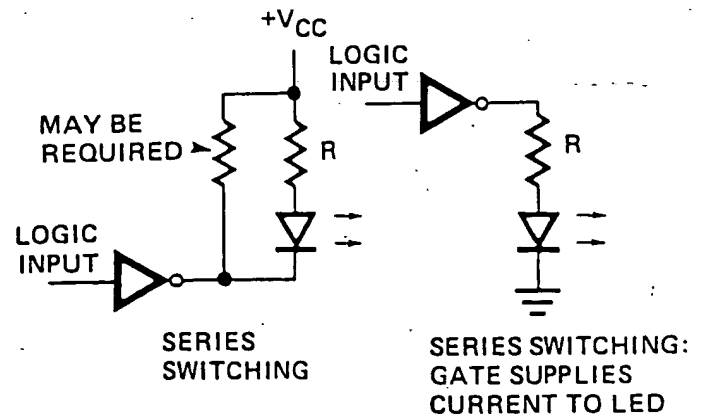 +VCC
LOGIC
INPUT
MAY BE
REQUIRED
R
R
LOGIC
INPUT
SERIES
SWITCHING
SERIES SWITCHING:
GATE SUPPLIES
CURRENT TO LED